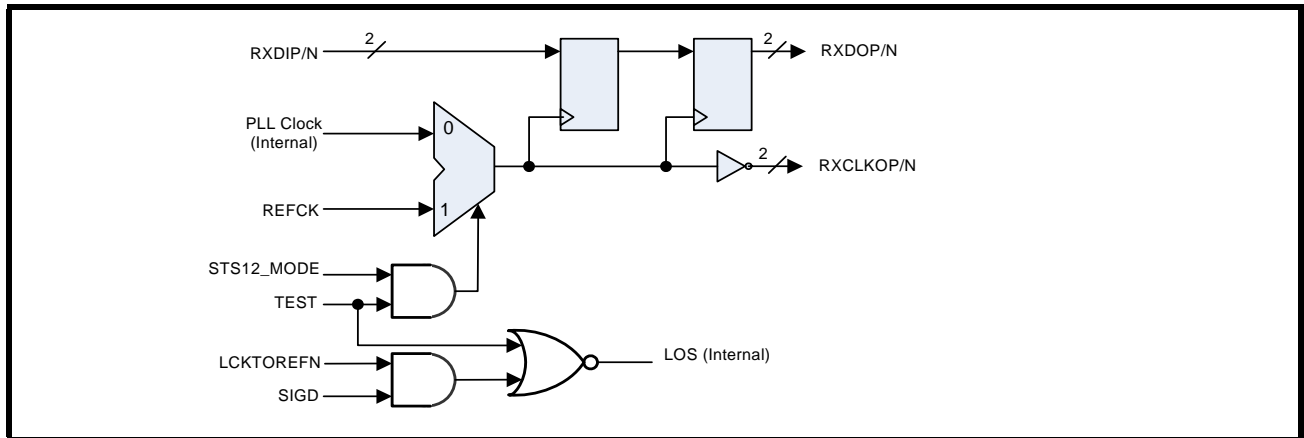 2
2
RXDIP/N
RXDOP/N
PLL Clock
(Internal)
0
2
RXCLKOP/N
REFCK
1
STS12_MODE
TEST
LCKTOREFN
LOS (Internal)
SIGD